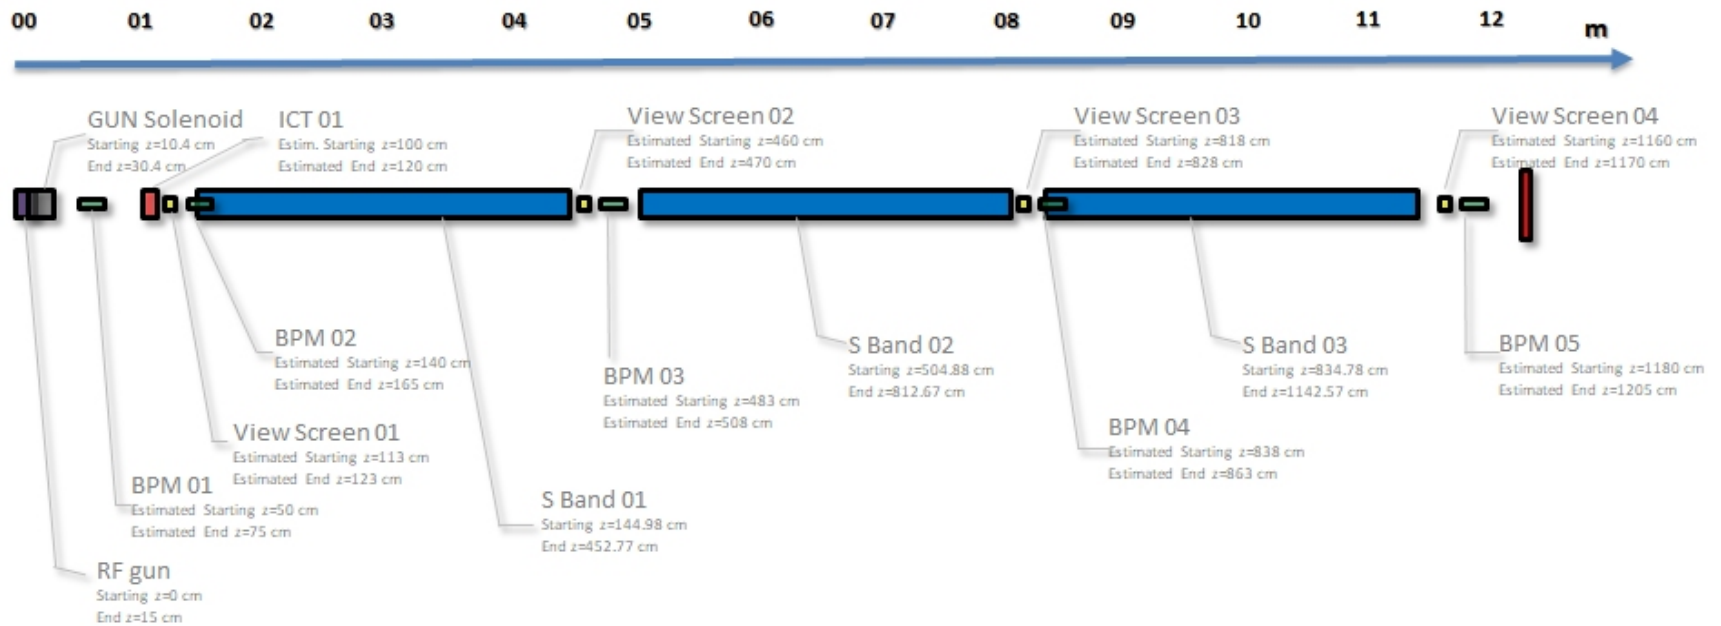 00 01 02 03 04 05 06 07 08 09 10 11 12 m
GUN Solenoid
Starting z=10.4 cm
End z=30.4 cm
ICT 01
Estim. Starting z=100 cm
Estimated End z=120 cm
View Screen 02
Estimated Starting z=460 cm
Estimated End z=470 cm
View Screen 03
Estimated Starting z=818 cm
Estimated End z=828 cm
View Screen 04
Estimated Starting z=1160 cm
Estimated End z=1170 cm
BPM 02
Estimated Starting z=140 cm
Estimated End z=165 cm
BPM 03
Estimated Starting z=483 cm
Estimated End z=508 cm
S Band 02
Starting z=504.88 cm
End z=812.67 cm
S Band 03
Starting z=834.78 cm
End z=1142.57 cm
BPM 05
Estimated Starting z=1180 cm
Estimated End z=1205 cm
View Screen 01
Estimated Starting z=113 cm
Estimated End z=123 cm
BPM 04
Estimated Starting z=838 cm
Estimated End z=863 cm
BPM 01
Estimated Starting z=50 cm
Estimated End z=75 cm
S Band 01
Starting z=144.98 cm
End z=452.77 cm
RF gun
Starting z=0 cm
End z=15 cm